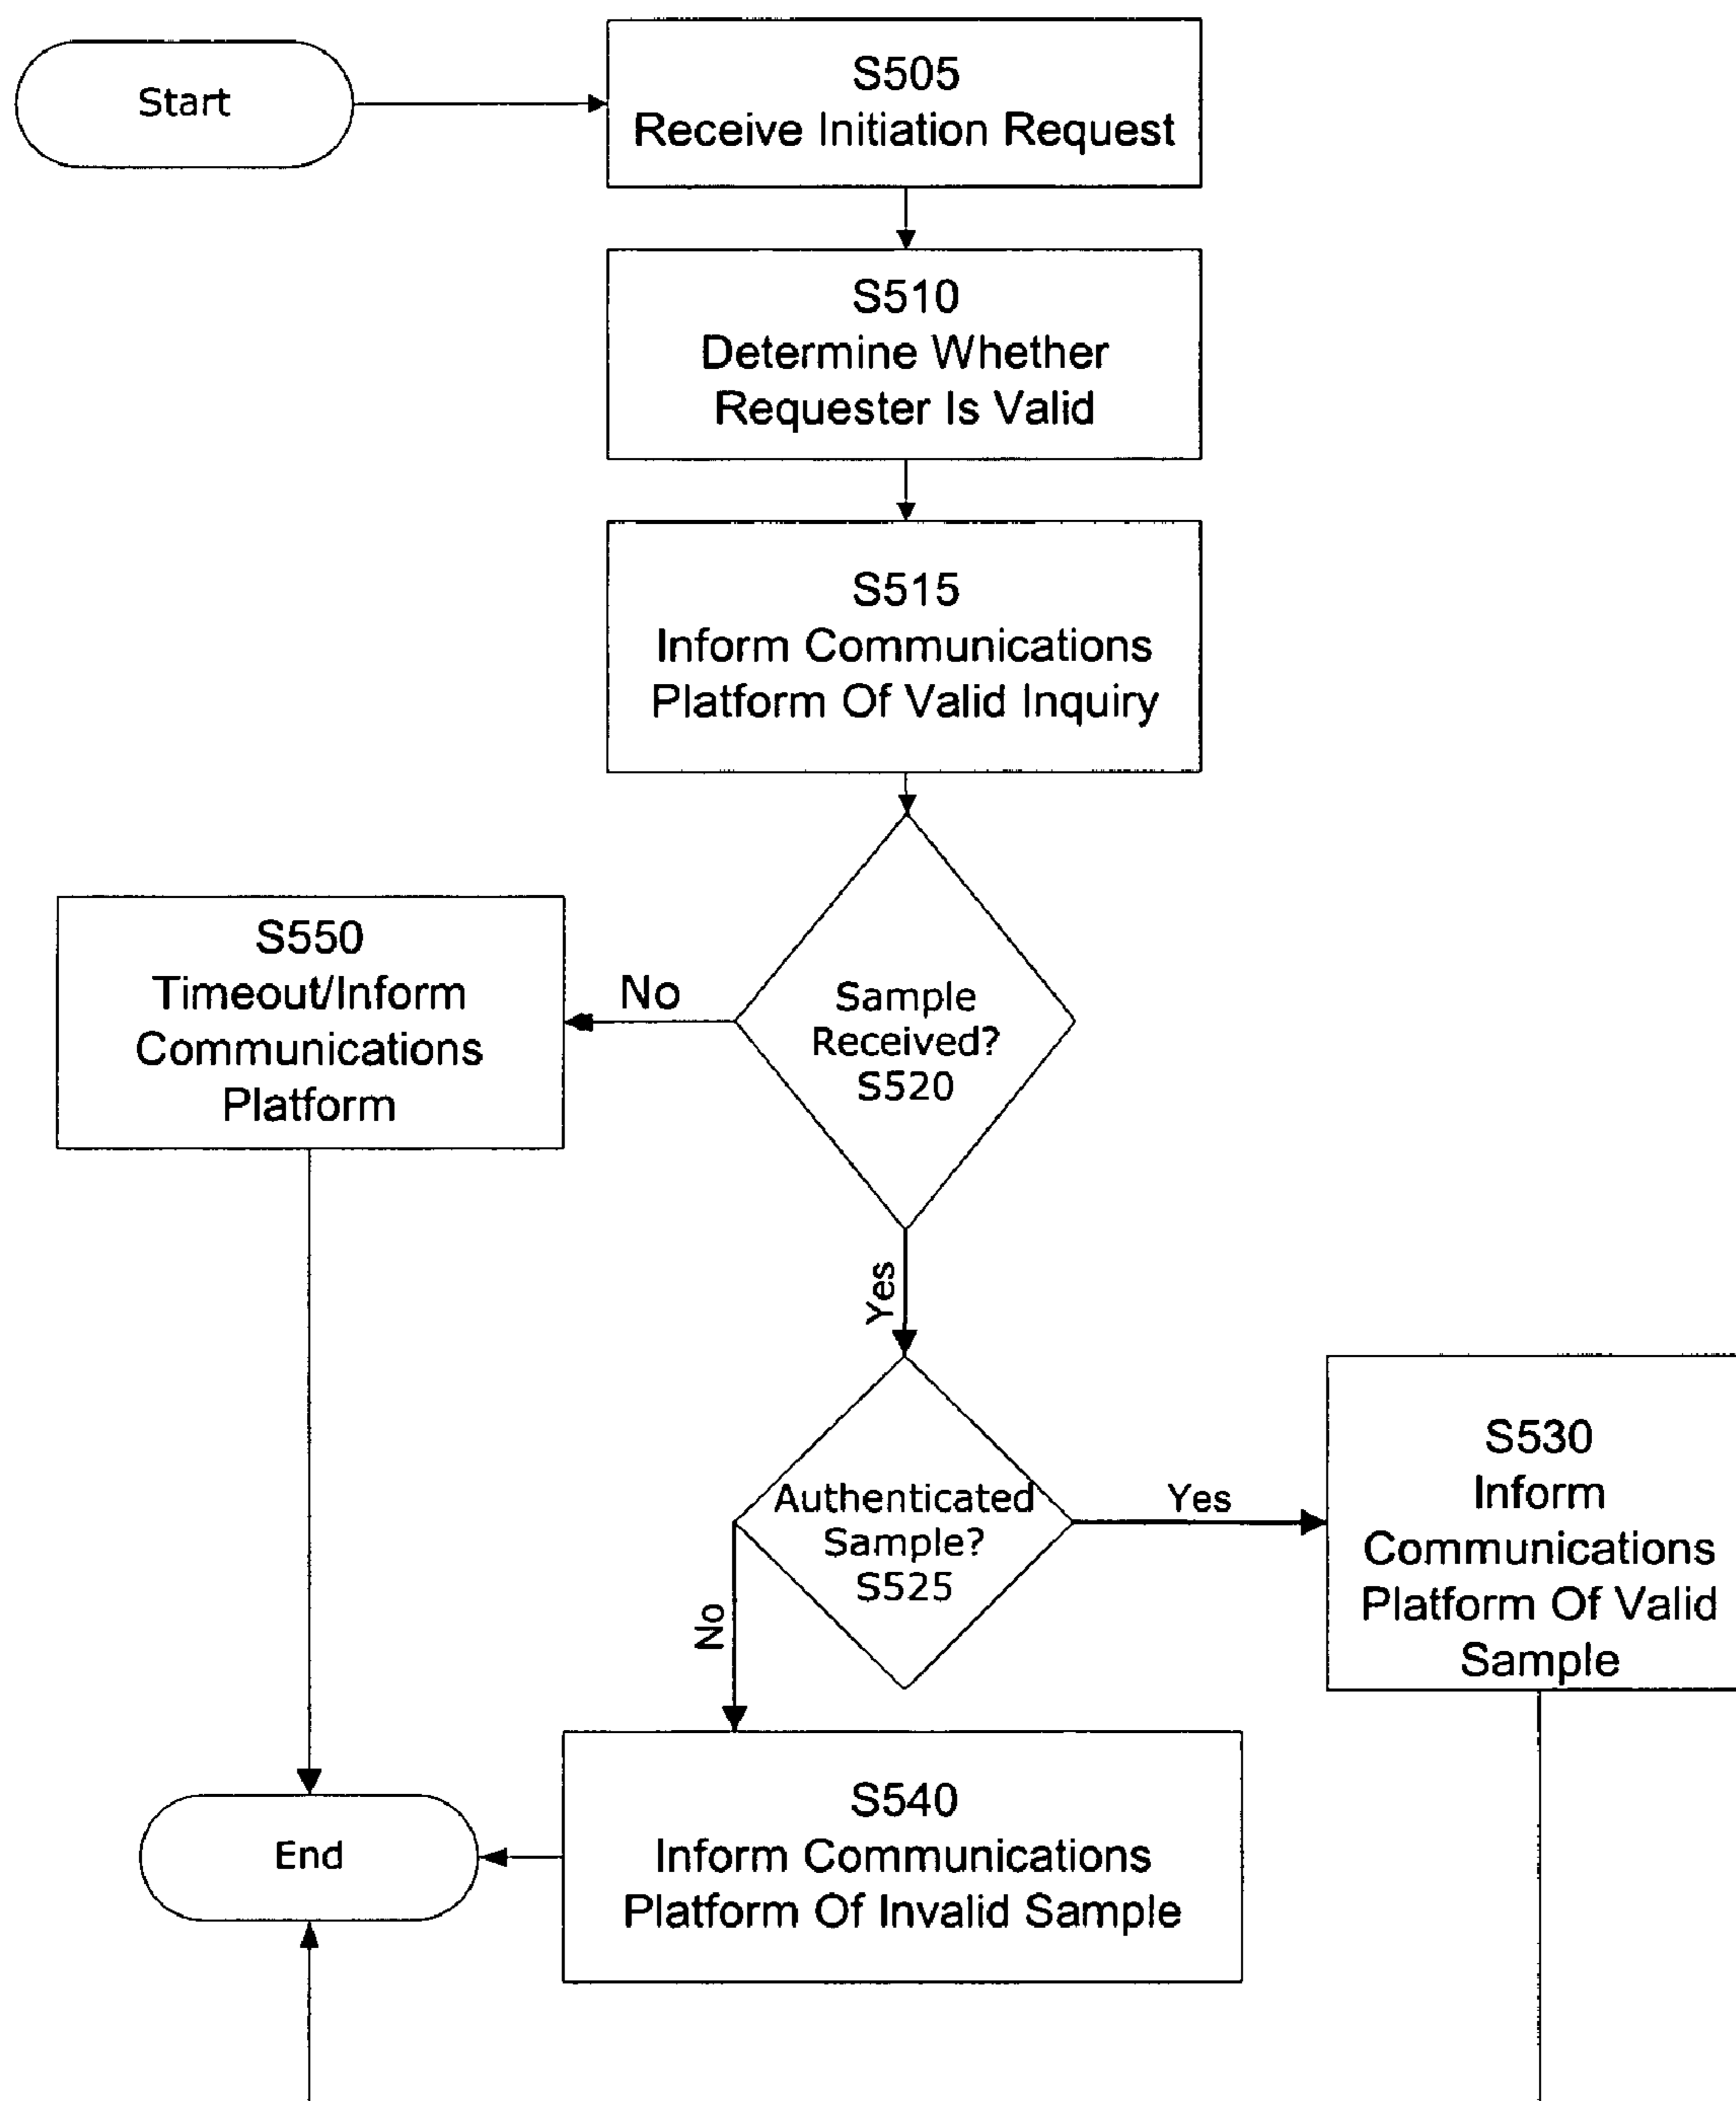 Start
S505
Receive Initiation Request
S510
Determine Whether
Requester Is Valid
S515
Inform Communications
Platform Of Valid Inquiry
S550
Timeout/Inform
Communications
Platform
No
Sample
Received?
S520
Yes
Authenticated
Sample?
S525
Yes
S530
Inform
Communications
Platform Of Valid
Sample
No
S540
Inform Communications
Platform Of Invalid Sample
End